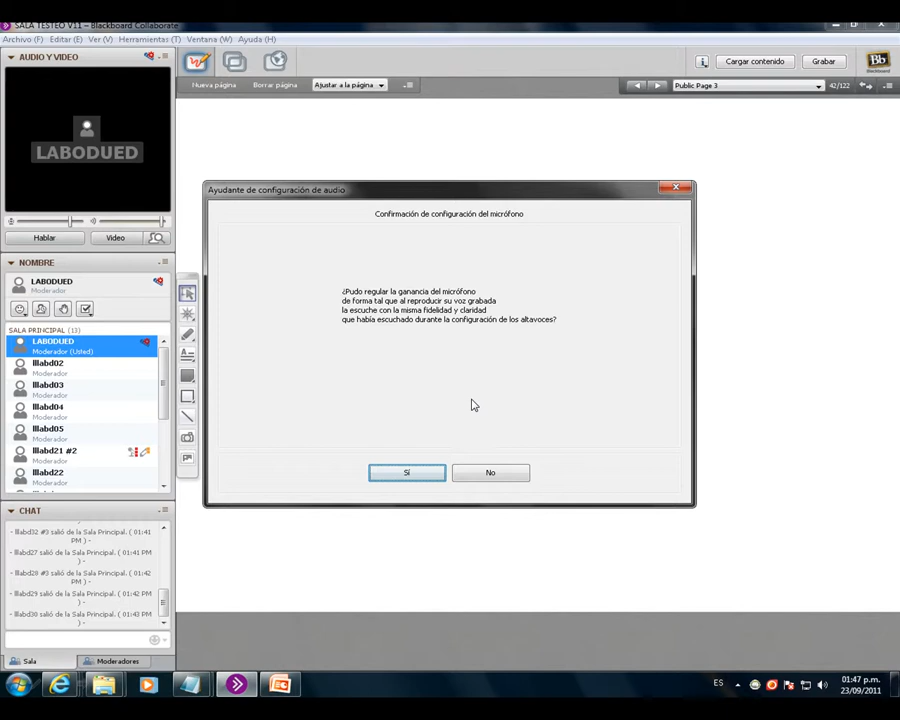 SALA TESTEO V11 – Blackboard Collaborate
Archivo (F) Editar (E) Ver (V) Herramientas (T) Ventana (W) Ayuda (H)
AUDIO Y VIDEO
LABODUED
Hablar Video
NOMBRE
LABODUED
Moderador
SALA PRINCIPAL (13)
LABODUED
Moderador (Usted)
lllabd02
Moderador
lllabd03
Moderador
lllabd04
Moderador
lllabd05
Moderador
lllabd21 #2
Moderador
lllabd22
Moderador
CHAT
- lllabd32 #3 salió de la Sala Principal. ( 01:41
PM ) -
- lllabd27 salió de la Sala Principal. ( 01:41
PM ) -
- lllabd28 #3 salió de la Sala Principal. ( 01:42
PM ) -
- lllabd29 salió de la Sala Principal. ( 01:42
PM ) -
- lllabd30 salió de la Sala Principal. ( 01:43
PM ) -
Sala Moderadores
Cargar contenido Grabar
Bb
Blackboard
Nueva página Borrar página Ajustar a la página
Public Page 3 42/122
Ayudante de configuración de audio
Confirmación de configuración del micrófono
¿Pudo regular la ganancia del micrófono
de forma tal que al reproducir su voz grabada
la escuche con la misma fidelidad y claridad
que había escuchado durante la configuración de los altavoces?
Sí No
ES
01:47 p.m.
23/09/2011